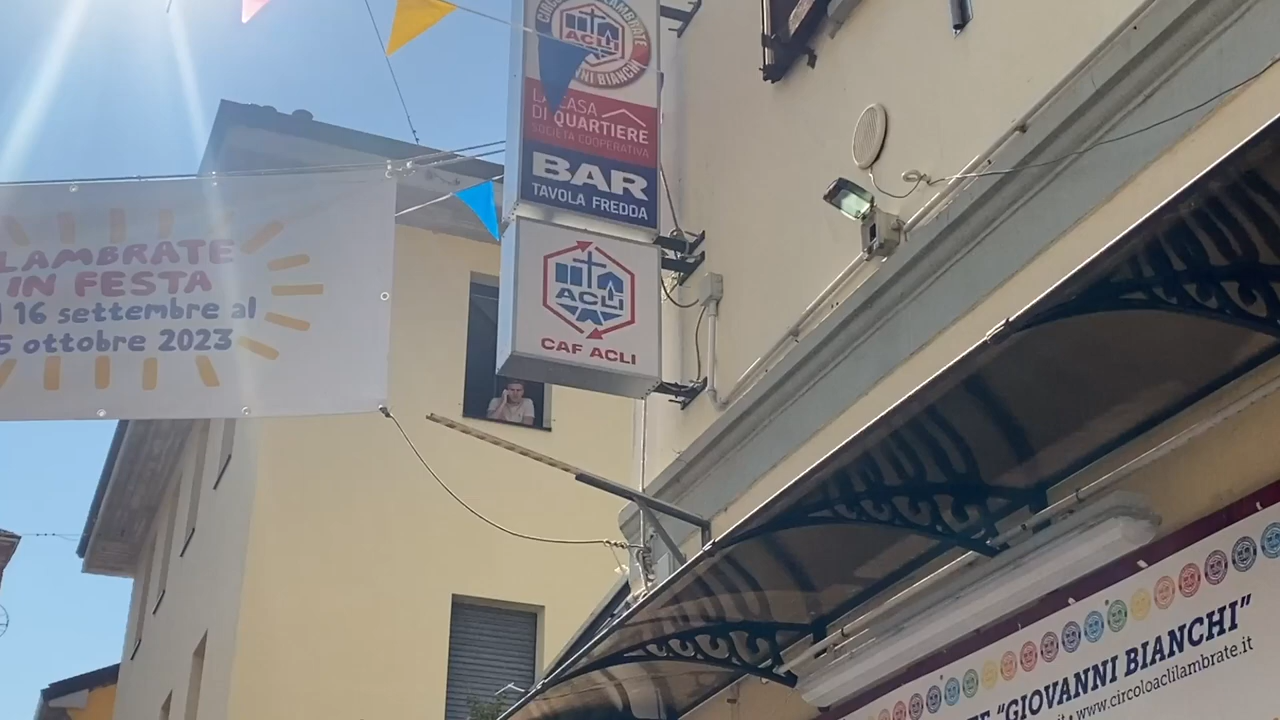 LAMBRATE
IN FESTA
16 settembre al
5 ottobre 2023
ACLI
NNI BIANCHI
LA CASA
DI QUARTIERE
SOCIETÀ COOPERATIVA
BAR
TAVOLA FREDDA
ACLI
CAF ACLI
"GIOVANNI BIANCHI"
www.circoloaclilambrate.it